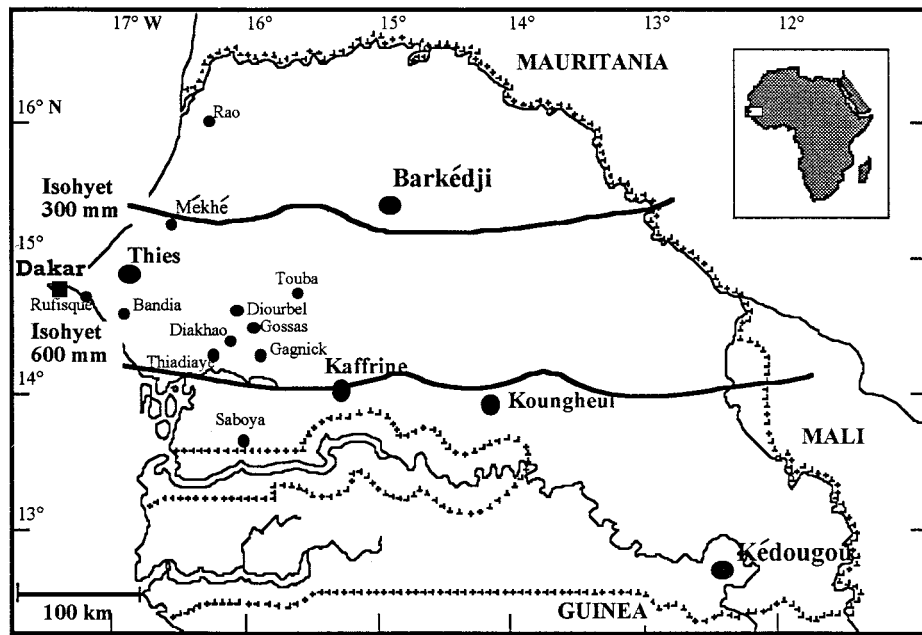 17° W
16°
15°
14°
13°
12°
MAURITANIA
16° N
Rao
Barkédji
Isohyet
300 mm
Mékhé
15°
Thies
Dakar
Touba
Rufisque
Bandia
Diourbel
Isohyet
600 mm
Gossas
Diakhao
Thiadiaye
Gagnick
Kaffrine
14°
Koungheul
Saboya
MALI
13°
Kédougou
100 km
GUINEA